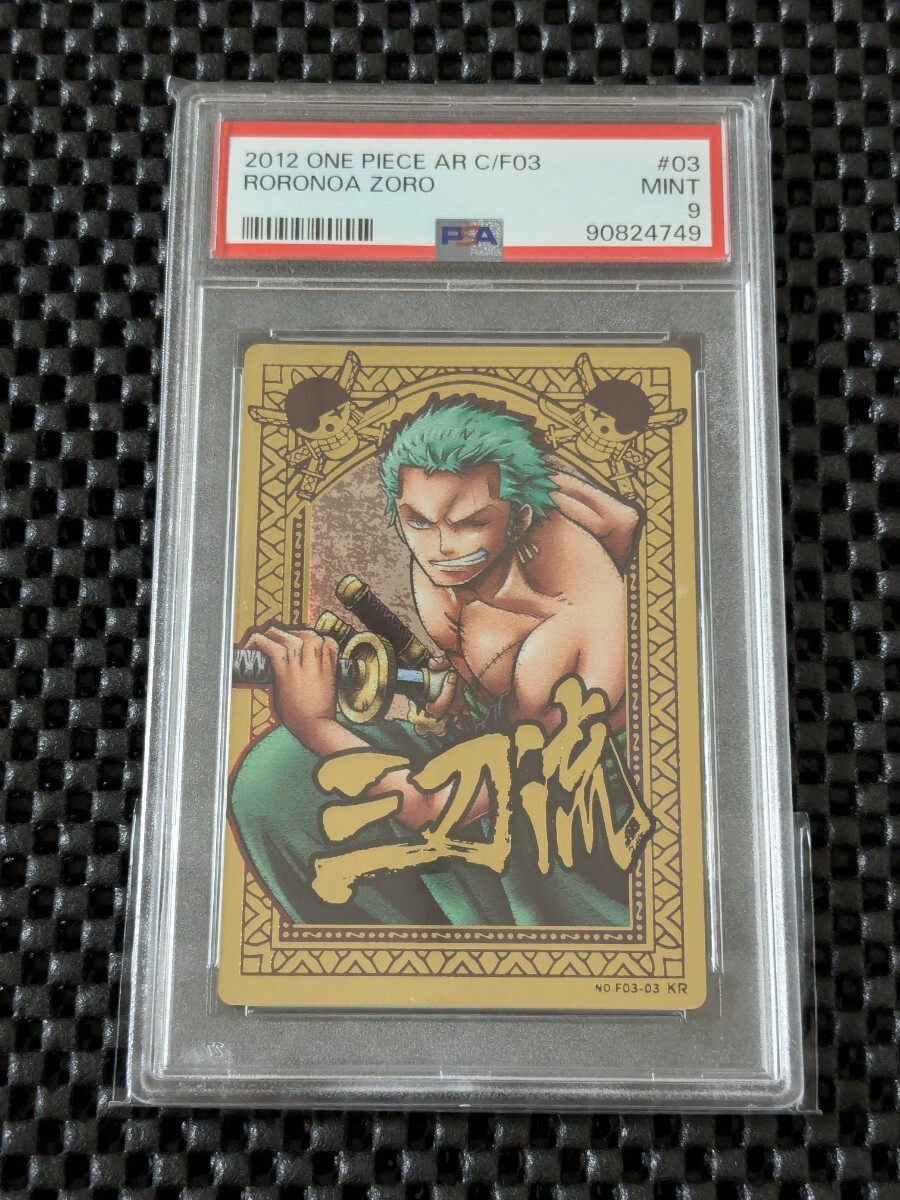 2012 ONE PIECE AR C/F03 #03
RORONOA ZORO MINT
9
PSA 90824749
三刀流
NO.F03-03 KR